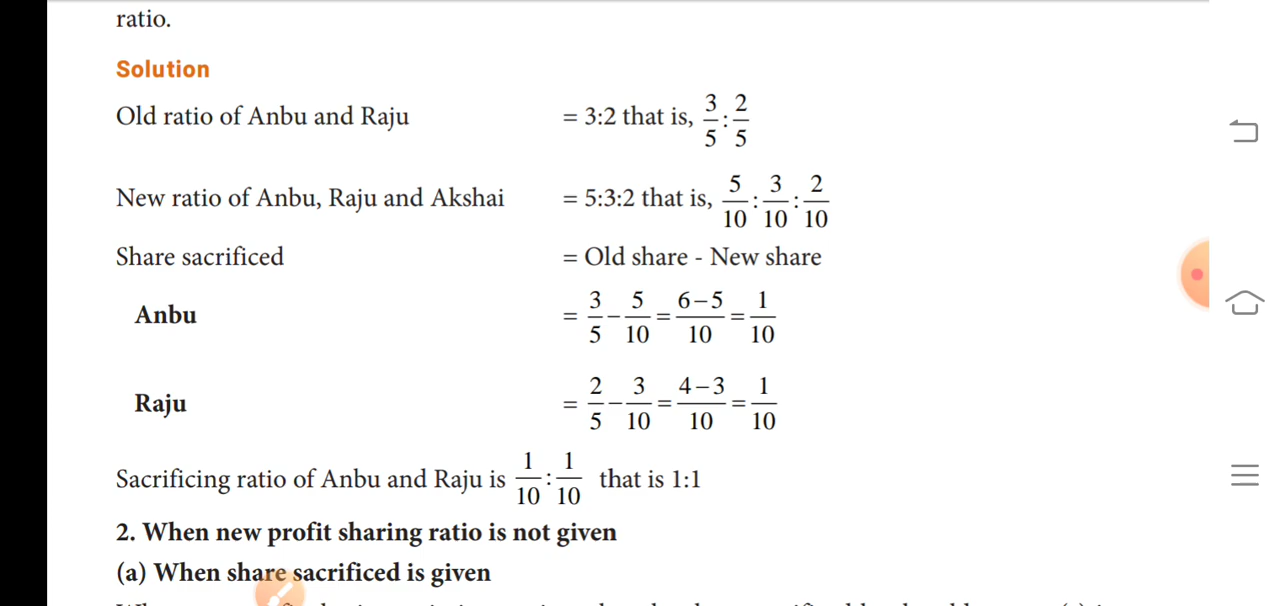 ratio.
Solution
Old ratio of Anbu and Raju = 3:2 that is, 3/5 : 2/5
New ratio of Anbu, Raju and Akshai = 5:3:2 that is, 5/10 : 3/10 : 2/10
Share sacrificed = Old share - New share
Anbu = 3/5 − 5/10 = 6−5/10 = 1/10
Raju = 2/5 − 3/10 = 4−3/10 = 1/10
Sacrificing ratio of Anbu and Raju is 1/10 : 1/10 that is 1:1
2. When new profit sharing ratio is not given
(a) When share sacrificed is given